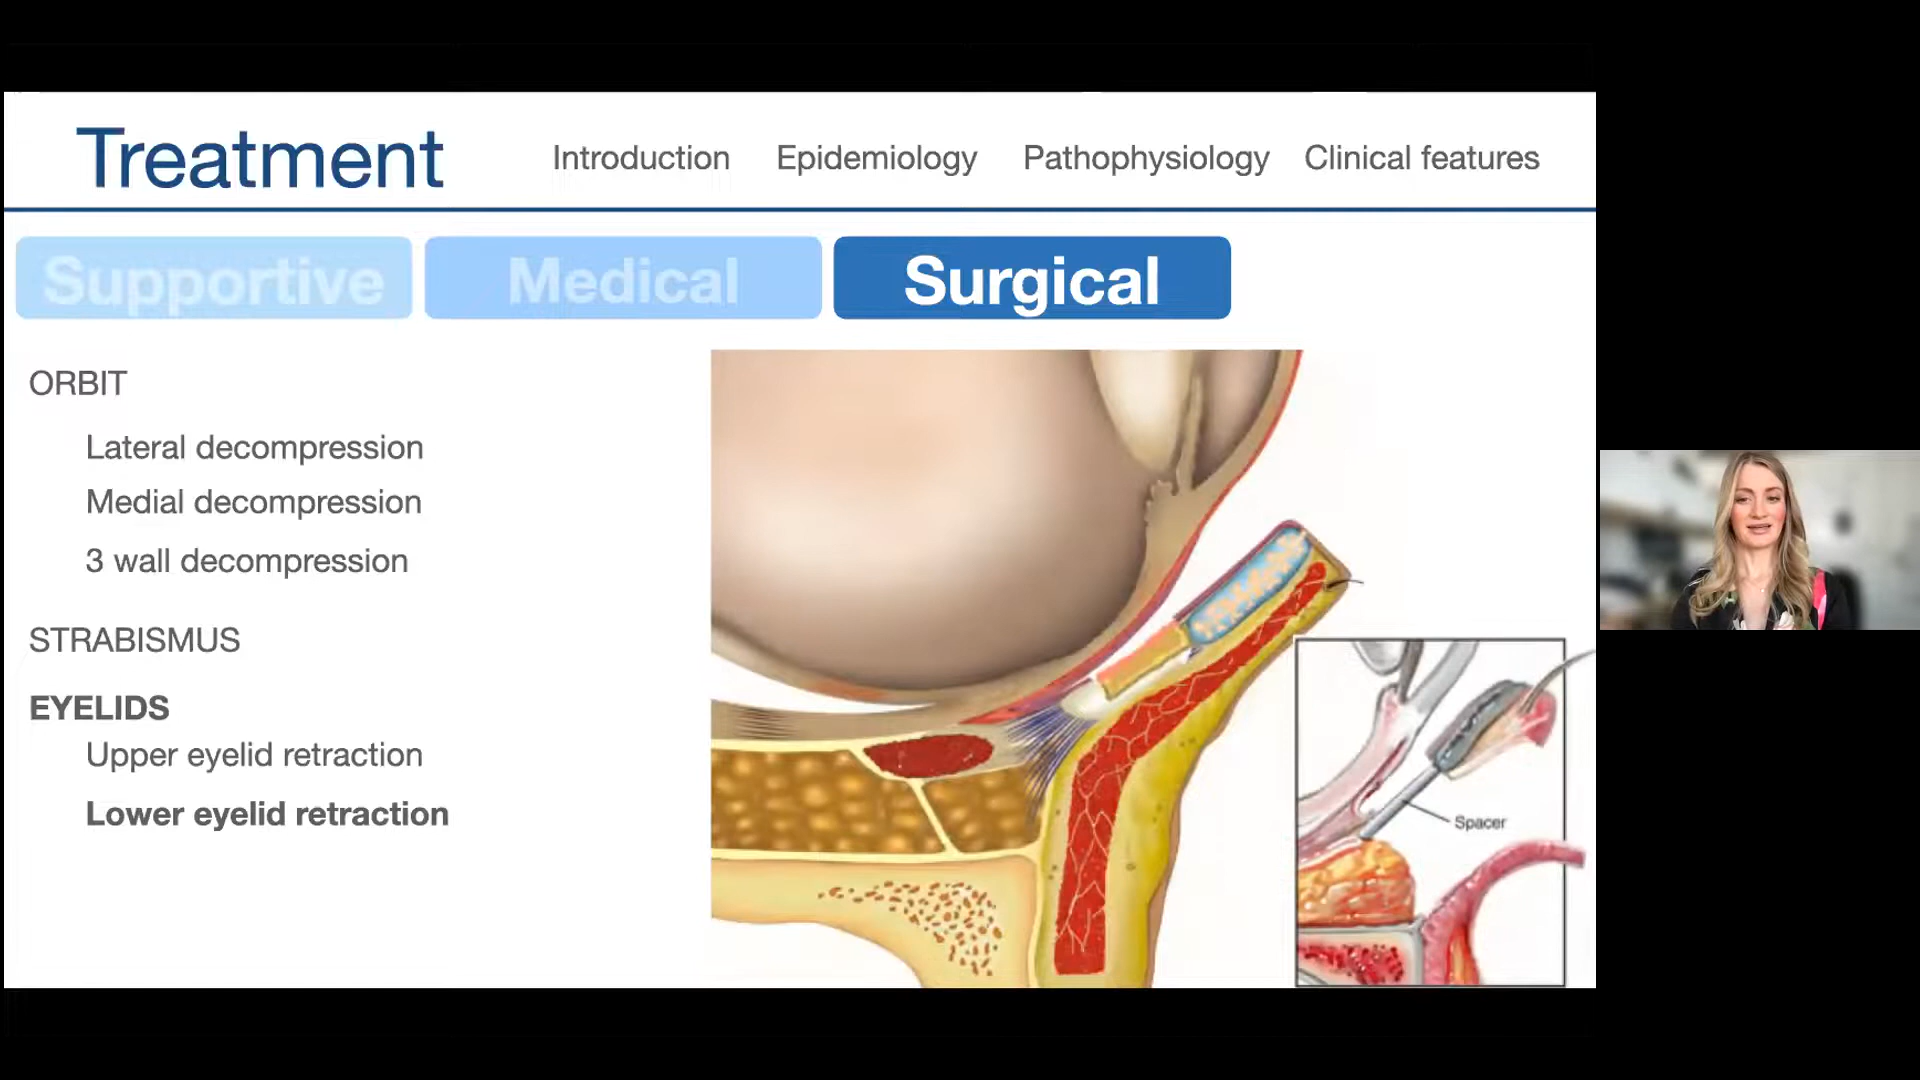 Treatment
Introduction
Epidemiology
Pathophysiology
Clinical features
Supportive
Medical
Surgical
ORBIT
Lateral decompression
Medial decompression
3 wall decompression
STRABISMUS
EYELIDS
Upper eyelid retraction
Lower eyelid retraction
Spacer